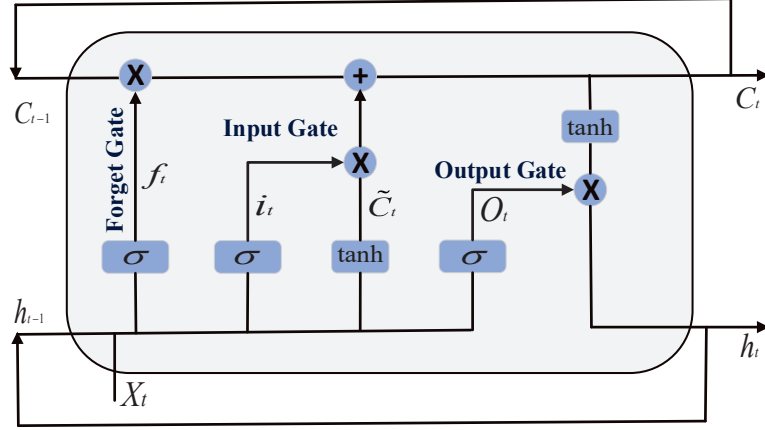 X
+
C_{t-1}
C_t
tanh
Input Gate
Forget Gate
f_t
i_t
X
C̃_t
Output Gate
O_t
X
σ
σ
tanh
σ
h_{t-1}
h_t
X_t